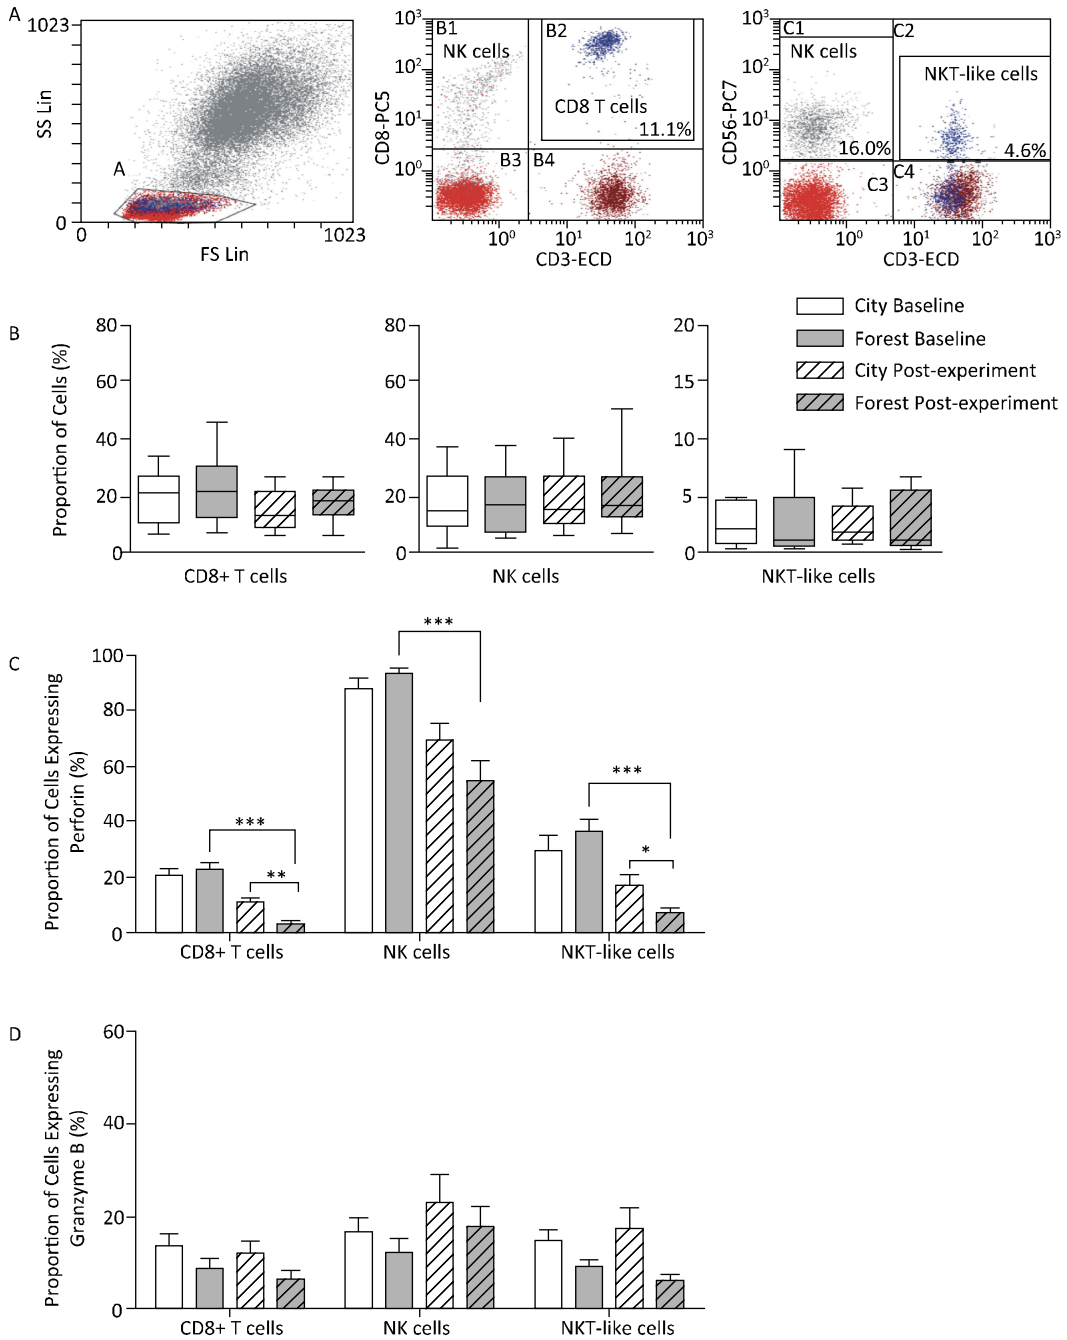 A
1023
SS Lin
A
0
0
1023
FS Lin
10³
10²
10¹
10⁰
CD8-PC5
B1
NK cells
B2
CD8 T cells
11.1%
B3
B4
10⁰
10¹
10²
10³
CD3-ECD
10³
10²
10¹
10⁰
CD56-PC7
C1
NK cells
16.0%
C2
NKT-like cells
4.6%
C3
C4
10⁰
10¹
10²
10³
CD3-ECD
City Baseline
Forest Baseline
City Post-experiment
Forest Post-experiment
B
Proportion of Cells (%)
80
60
40
20
0
CD8+ T cells
80
60
40
20
0
NK cells
20
15
10
5
0
NKT-like cells
C
Proportion of Cells Expressing
Perforin (%)
100
80
60
40
20
0
***
**
***
***
*
CD8+ T cells
NK cells
NKT-like cells
D
Proportion of Cells Expressing
Granzyme B (%)
60
40
20
0
CD8+ T cells
NK cells
NKT-like cells